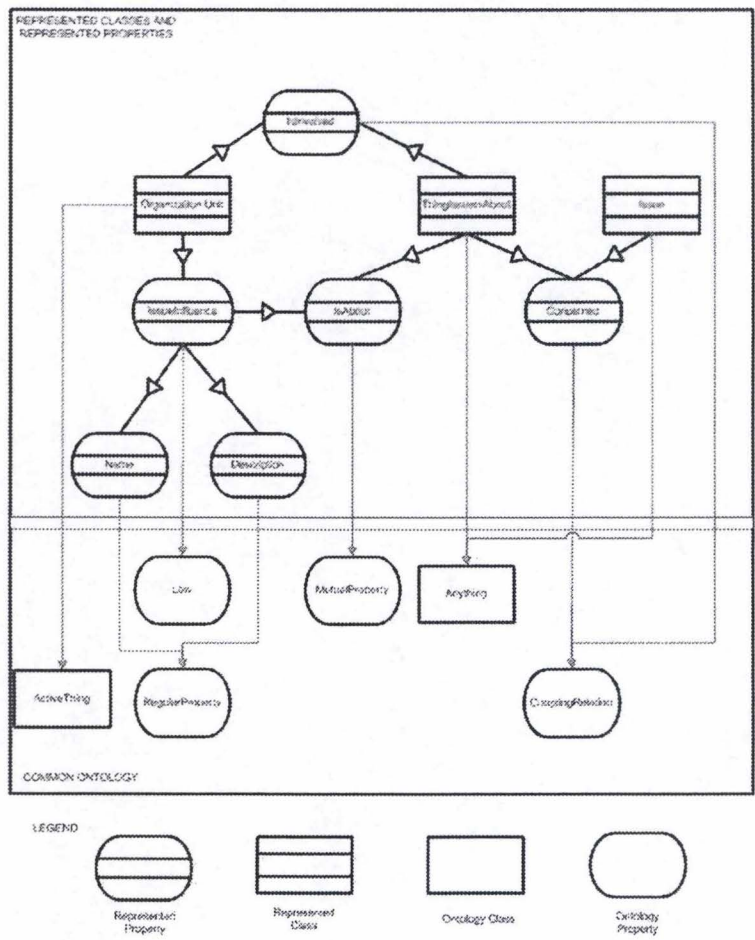 REPRESENTED CLASSES AND
REPRESENTED PROPERTIES
Organization Unit
ThingIssueIsAbout
Issue
IssueInfluence
IsAbout
Concerned
Name
Description
Law
MutualProperty
Anything
ActiveThing
RegularProperty
COMMON ONTOLOGY
LEGEND
Represented
Property
Represented
Class
Ontology Class
Ontology
Property